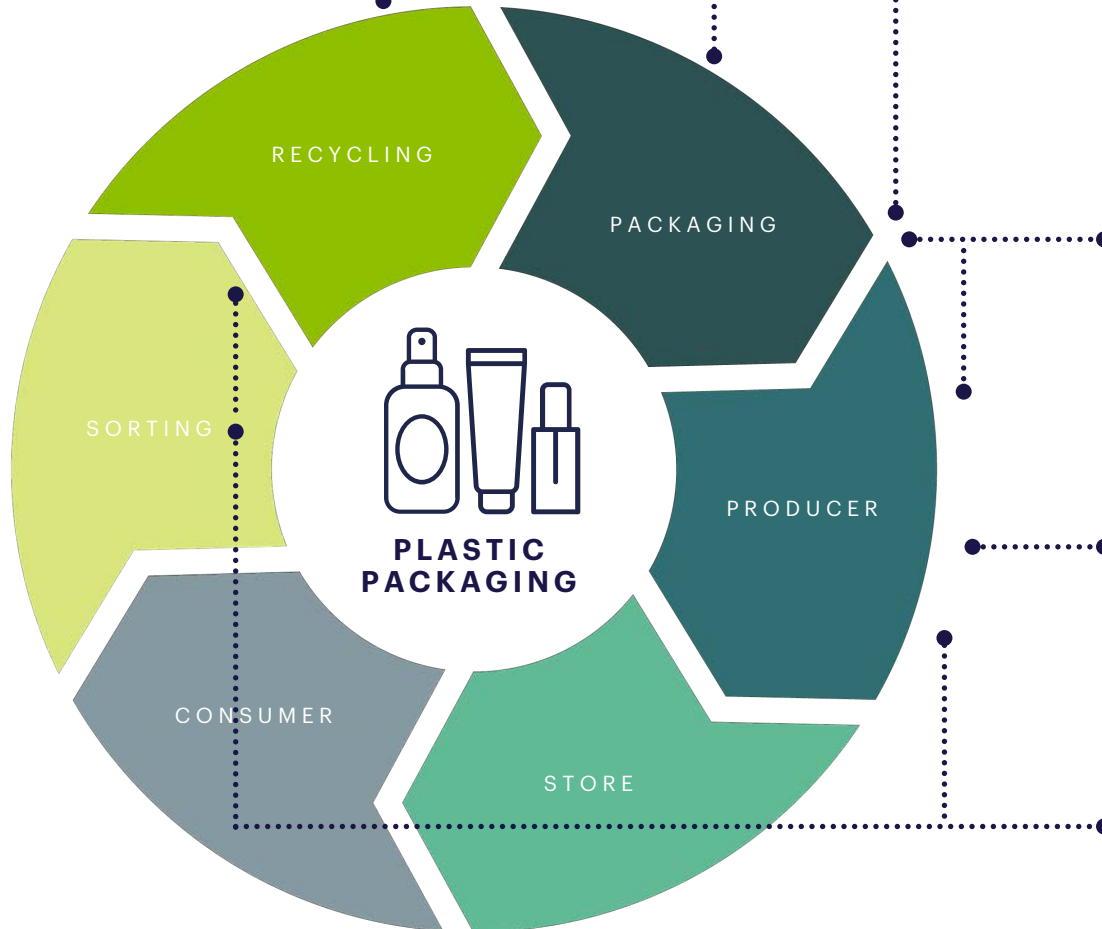 RECYCLING
PACKAGING
SORTING
PRODUCER
PLASTIC
PACKAGING
CONSUMER
STORE